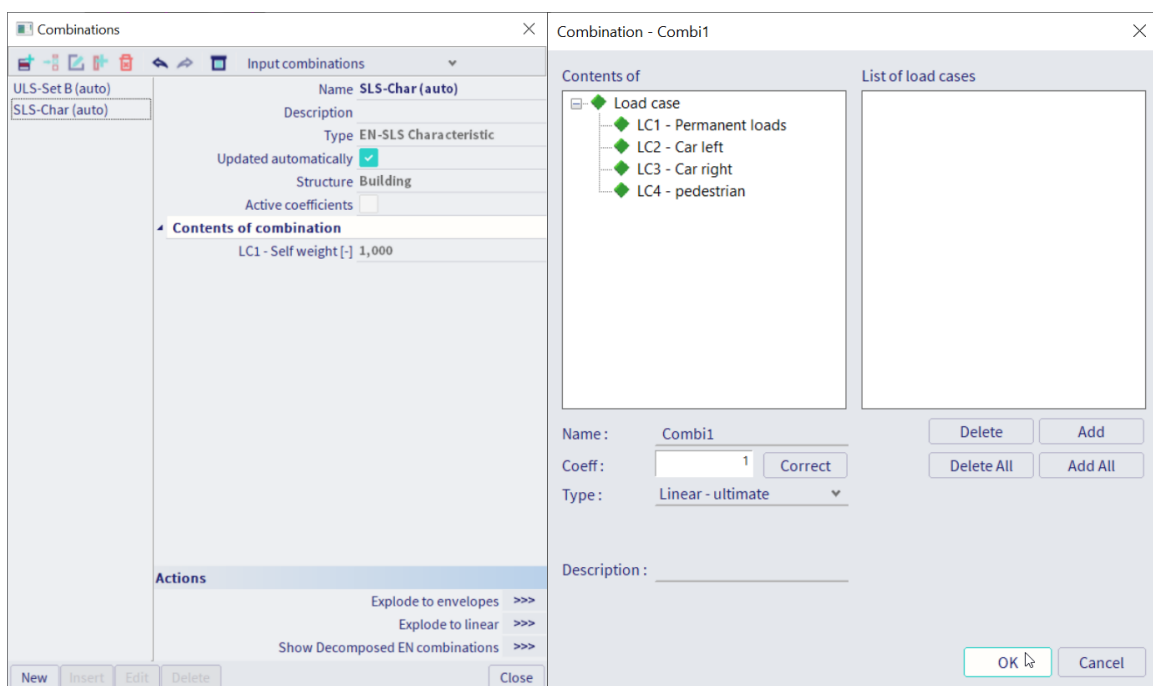 Combinations
Input combinations
ULS-Set B (auto)
SLS-Char (auto)
Name SLS-Char (auto)
Description
Type EN-SLS Characteristic
Updated automatically
Structure Building
Active coefficients
Contents of combination
LC1 - Self weight [-] 1,000
Actions
Explode to envelopes >>>
Explode to linear >>>
Show Decomposed EN combinations >>>
New Insert Edit Delete Close
Combination - Combi1
Contents of List of load cases
Load case
LC1 - Permanent loads
LC2 - Car left
LC3 - Car right
LC4 - pedestrian
Name : Combi1 Delete Add
Coeff : 1 Correct Delete All Add All
Type : Linear - ultimate
Description :
OK Cancel